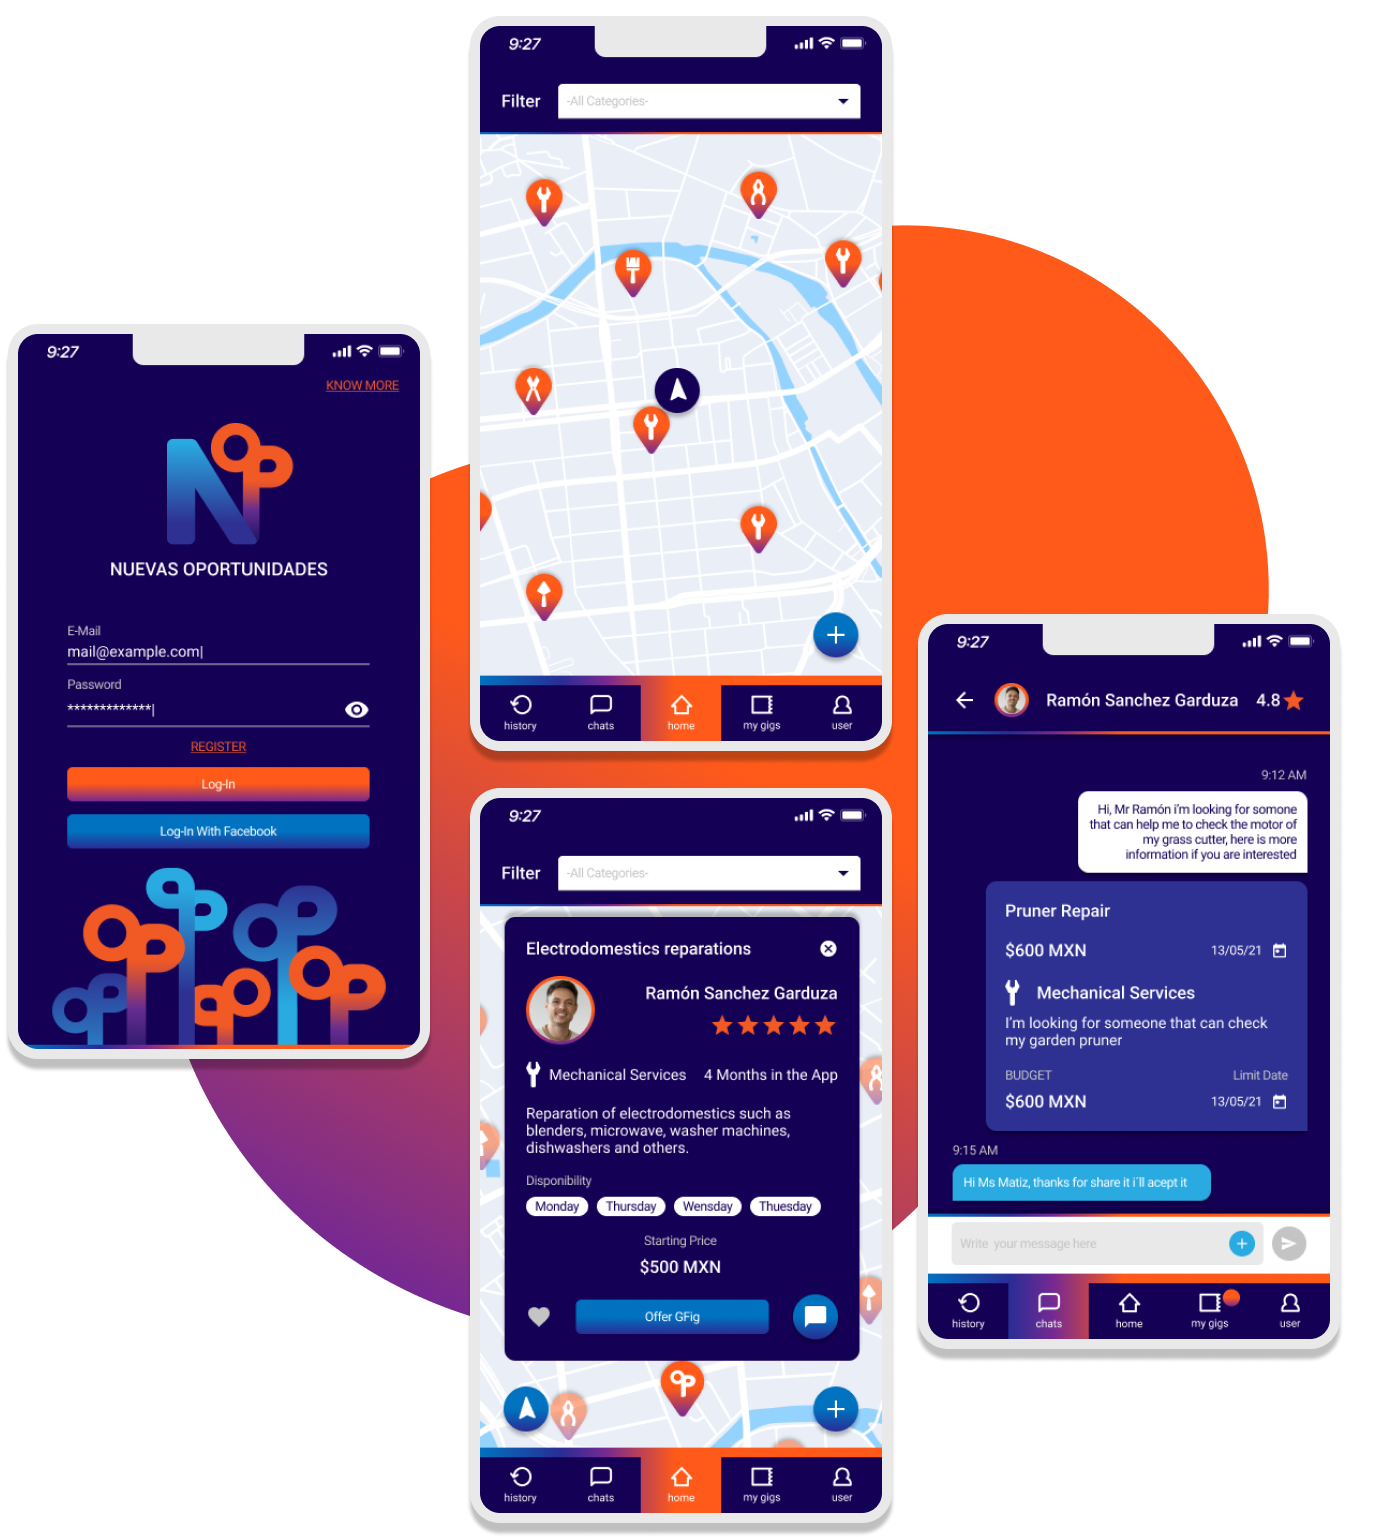 9:27
KNOW MORE
NOP
NUEVAS OPORTUNIDADES
E-Mail
mail@example.com|
Password
*************|
REGISTER
Log-In
Log-In With Facebook
op
op
op
op
op
op
9:27
Filter
-All Categories-
history
chats
home
my gigs
user
9:27
Filter
-All Categories-
Electrodomestics reparations
Ramón Sanchez Garduza
Mechanical Services
4 Months in the App
Reparation of electrodomestics such as
blenders, microwave, washer machines,
dishwashers and others.
Disponibility
Monday
Thursday
Wensday
Thuesday
Starting Price
$500 MXN
Offer GFig
op
history
chats
home
my gigs
user
9:27
Ramón Sanchez Garduza
4.8
9:12 AM
Hi, Mr Ramón i'm looking for somone
that can help me to check the motor of
my grass cutter, here is more
information if you are interested
Pruner Repair
$600 MXN
13/05/21
Mechanical Services
I'm looking for someone that can check
my garden pruner
BUDGET
Limit Date
$600 MXN
13/05/21
9:15 AM
Hi Ms Matiz, thanks for share it i´ll acept it
Write your message here
history
chats
home
my gigs
user